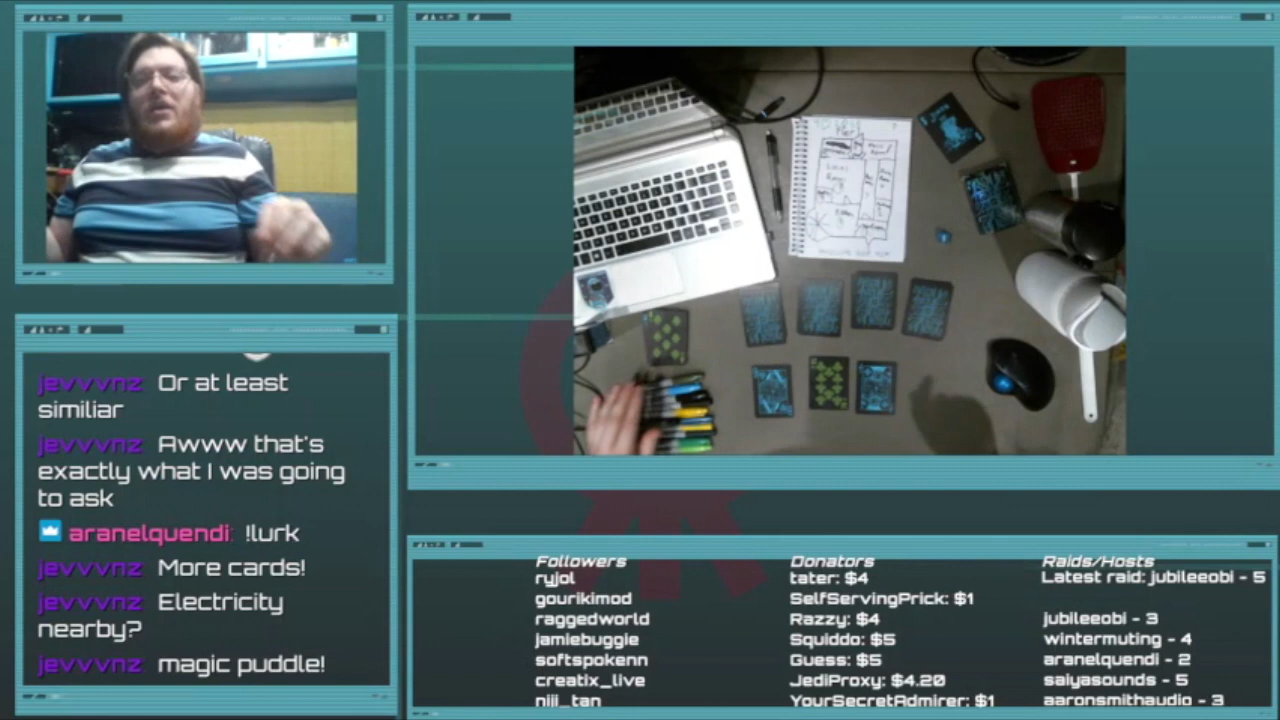 jevvvnz: Or at least
similiar
jevvvnz: Awww that's
exactly what I was going
to ask
aranelquendi: !lurk
jevvvnz: More cards!
jevvvnz: Electricity
nearby?
jevvvnz: magic puddle!
Followers
ryjol
gourikimod
raggedworld
jamiebuggie
softspokenn
creatix_live
niji_tan
Donators
tater: $4
SelfServingPrick: $1
Razzy: $4
Squiddo: $5
Guess: $5
JediProxy: $4.20
YourSecretAdmirer: $1
Raids/Hosts
Latest raid: jubileeobi - 5
jubileeobi - 3
wintermuting - 4
aranelquendi - 2
saiyasounds - 5
aaronsmithaudio - 3